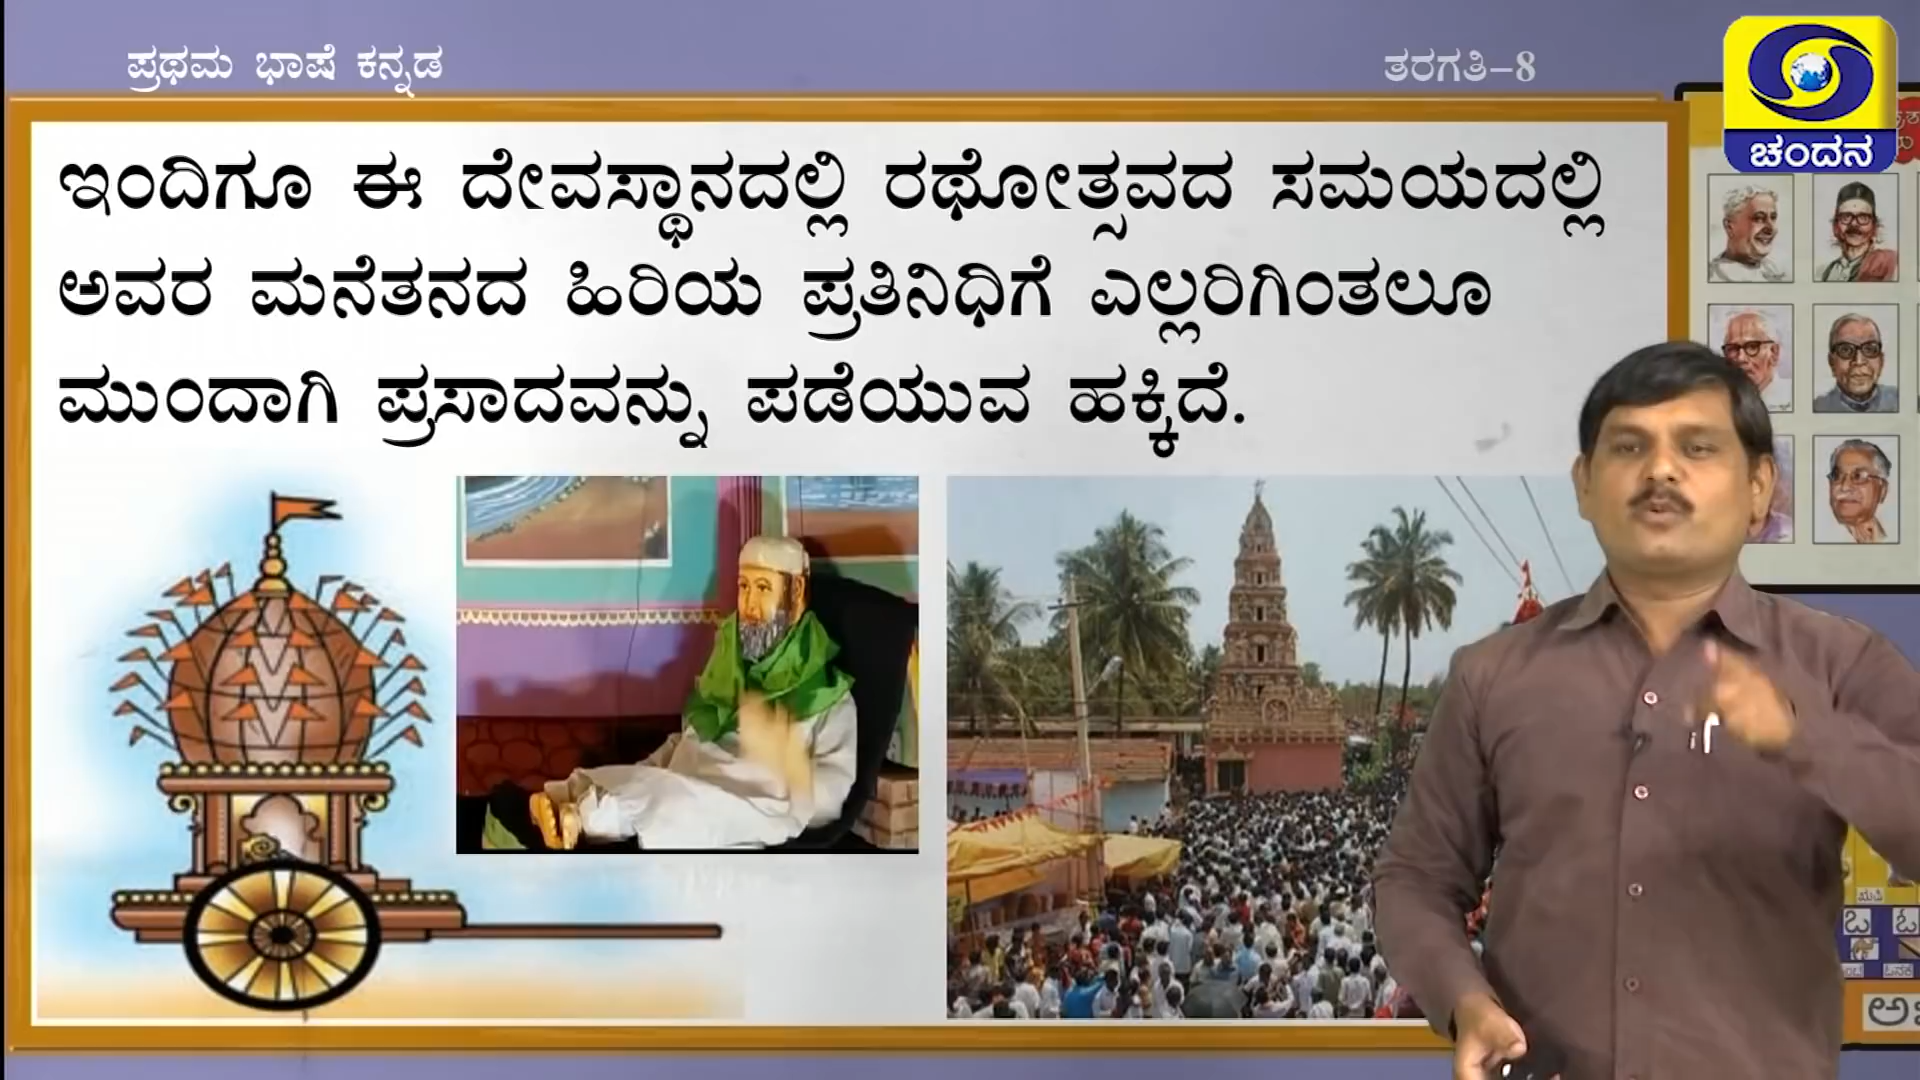 ಪ್ರಥಮ ಭಾಷೆ ಕನ್ನಡ
ತರಗತಿ-8
ಚಂದನ
ಇಂದಿಗೂ ಈ ದೇವಸ್ಥಾನದಲ್ಲಿ ರಥೋತ್ಸವದ ಸಮಯದಲ್ಲಿ
ಅವರ ಮನೆತನದ ಹಿರಿಯ ಪ್ರತಿನಿಧಿಗೆ ಎಲ್ಲರಿಗಿಂತಲೂ
ಮುಂದಾಗಿ ಪ್ರಸಾದವನ್ನು ಪಡೆಯುವ ಹಕ್ಕಿದೆ.
ಒ ಓ